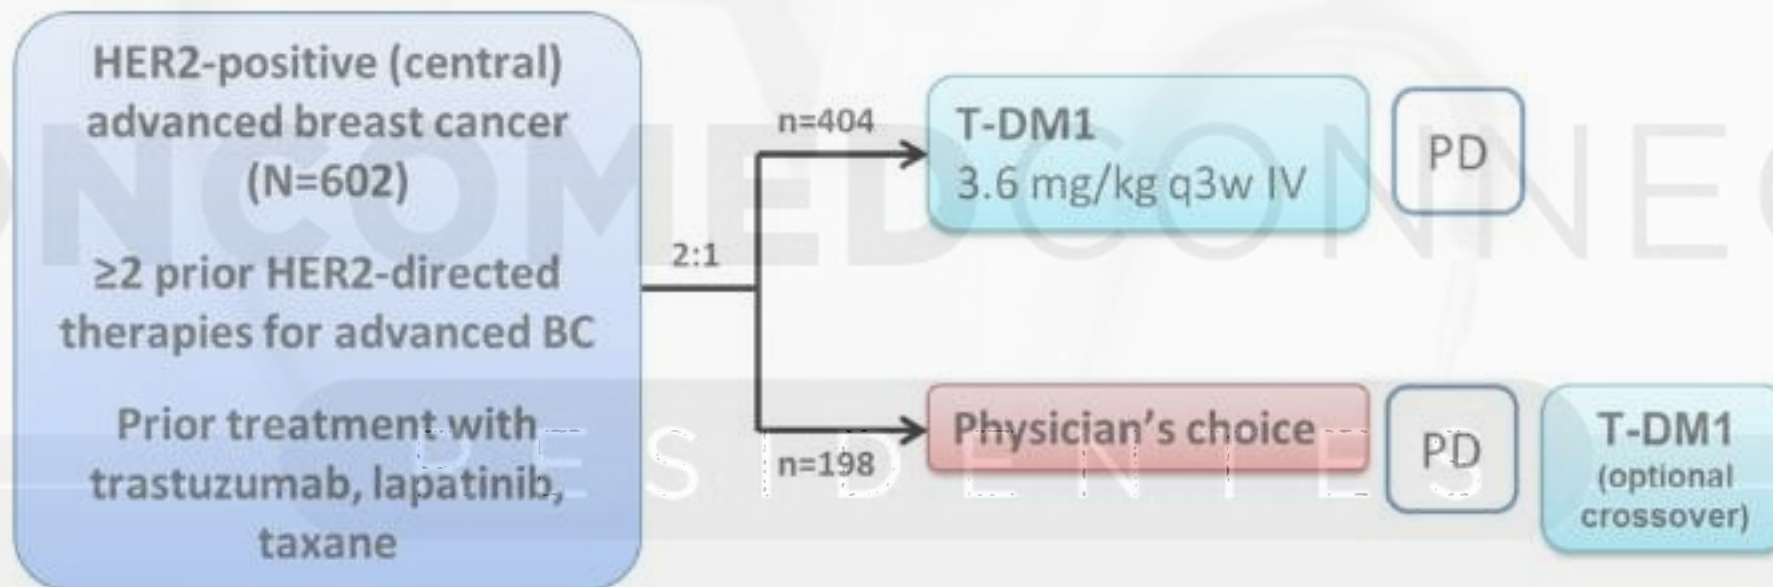 HER2-positive (central)
advanced breast cancer
(N=602)
≥2 prior HER2-directed
therapies for advanced BC
Prior treatment with
trastuzumab, lapatinib,
taxane
2:1
n=404
T-DM1
3.6 mg/kg q3w IV
PD
n=198
Physician's choice
PD
T-DM1
(optional
crossover)
ONCOMEDCONNEC
RESIDENTES